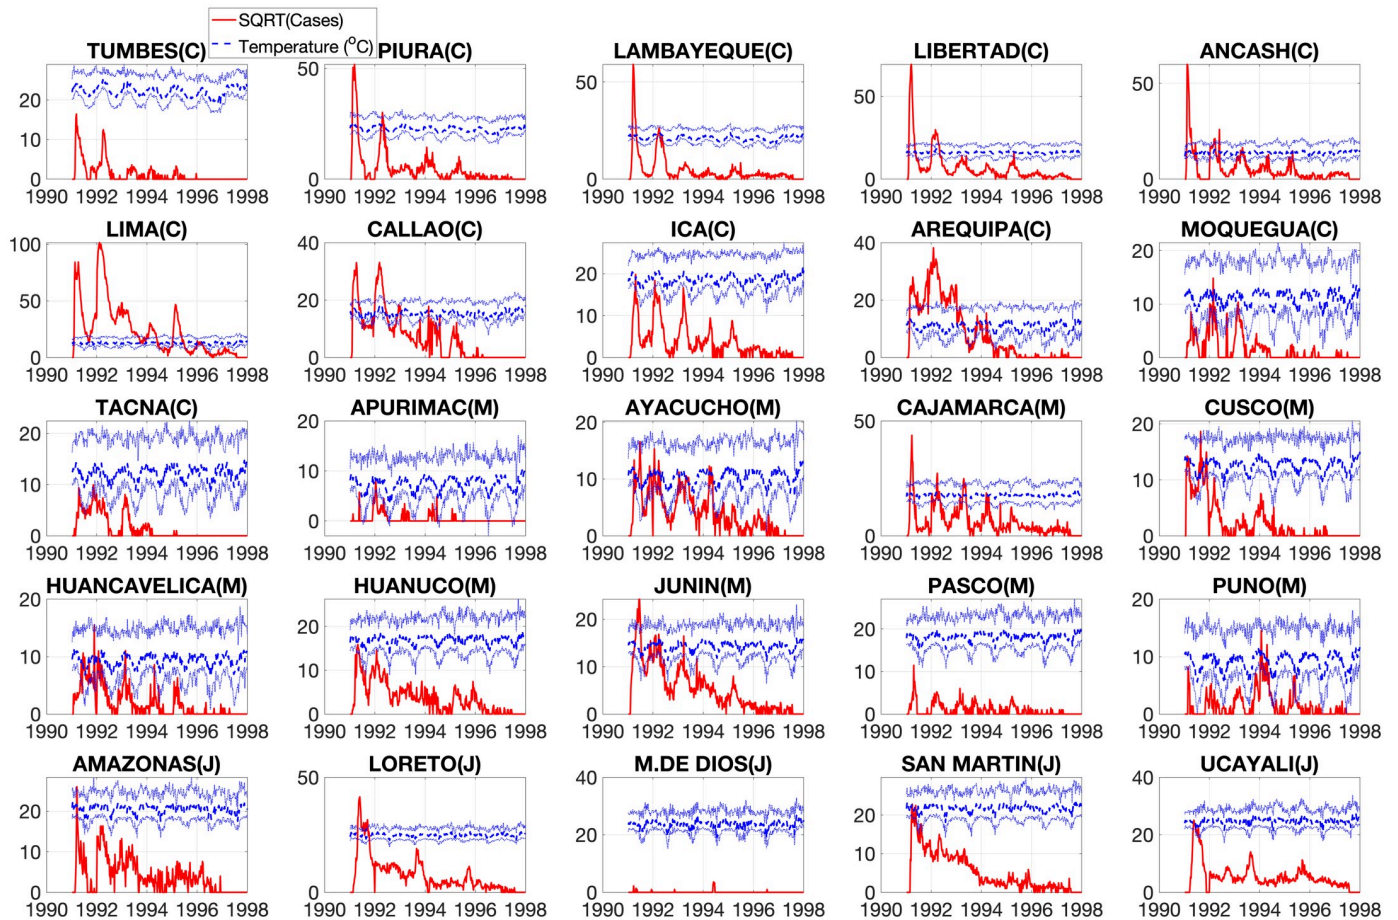 SQRT(Cases)
Temperature (°C)
TUMBES(C) PIURA(C) LAMBAYEQUE(C) LIBERTAD(C) ANCASH(C)
20 10 0
50 0
50 0
50 0
50 0
1990 1992 1994 1996 1998 1990 1992 1994 1996 1998 1990 1992 1994 1996 1998 1990 1992 1994 1996 1998 1990 1992 1994 1996 1998
LIMA(C) CALLAO(C) ICA(C) AREQUIPA(C) MOQUEGUA(C)
100 50 0
40 20 0
20 10 0
40 20 0
20 10 0
1990 1992 1994 1996 1998 1990 1992 1994 1996 1998 1990 1992 1994 1996 1998 1990 1992 1994 1996 1998 1990 1992 1994 1996 1998
TACNA(C) APURIMAC(M) AYACUCHO(M) CAJAMARCA(M) CUSCO(M)
20 10 0
20 10 0
20 10 0
50 0
20 10 0
1990 1992 1994 1996 1998 1990 1992 1994 1996 1998 1990 1992 1994 1996 1998 1990 1992 1994 1996 1998 1990 1992 1994 1996 1998
HUANCAVELICA(M) HUANUCO(M) JUNIN(M) PASCO(M) PUNO(M)
20 10 0
20 10 0
20 10 0
20 10 0
20 10 0
1990 1992 1994 1996 1998 1990 1992 1994 1996 1998 1990 1992 1994 1996 1998 1990 1992 1994 1996 1998 1990 1992 1994 1996 1998
AMAZONAS(J) LORETO(J) M.DE DIOS(J) SAN MARTIN(J) UCAYALI(J)
20 10 0
50 0
40 20 0
20 10 0
40 20 0
1990 1992 1994 1996 1998 1990 1992 1994 1996 1998 1990 1992 1994 1996 1998 1990 1992 1994 1996 1998 1990 1992 1994 1996 1998